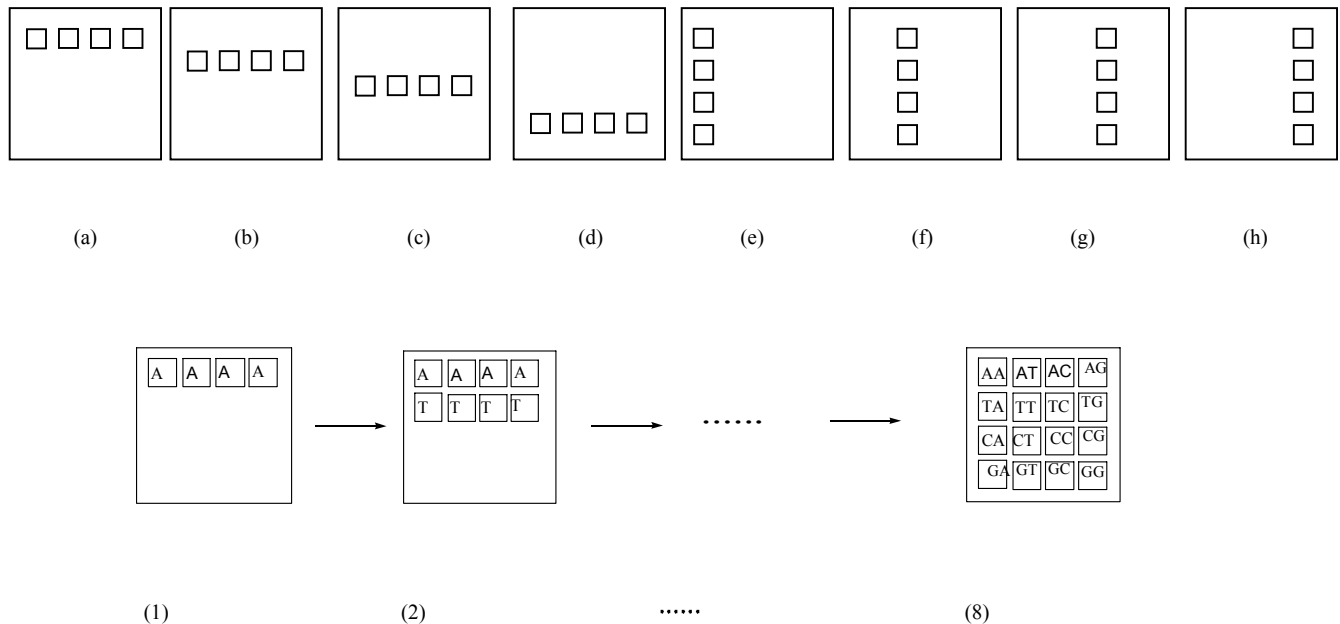 (a) (b) (c) (d) (e) (f) (g) (h)
A A A A
A A A A
T T T T
......
AA AT AC AG
TA TT TC TG
CA CT CC CG
GA GT GC GG
(1) (2) ...... (8)